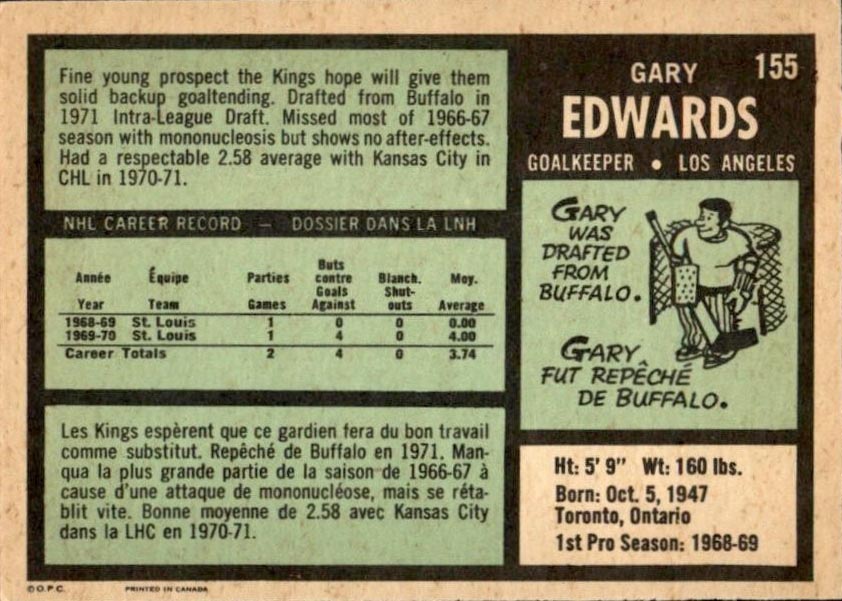 Fine young prospect the Kings hope will give them
solid backup goaltending. Drafted from Buffalo in
1971 Intra-League Draft. Missed most of 1966-67
season with mononucleosis but shows no after-effects.
Had a respectable 2.58 average with Kansas City in
CHL in 1970-71.
NHL CAREER RECORD — DOSSIER DANS LA LNH
Année Équipe Parties Buts contre Blanch. Moy.
Year Team Games Goals Against Shut-outs Average
1968-69 St. Louis 1 0 0 0.00
1969-70 St. Louis 1 4 0 4.00
Career Totals 2 4 0 3.74
Les Kings espèrent que ce gardien fera du bon travail
comme substitut. Repêché de Buffalo en 1971. Man-
qua la plus grande partie de la saison de 1966-67 à
cause d'une attaque de mononucléose, mais se réta-
blit vite. Bonne moyenne de 2.58 avec Kansas City
dans la LHC en 1970-71.
GARY 155
EDWARDS
GOALKEEPER • LOS ANGELES
GARY
WAS
DRAFTED
FROM
BUFFALO.
GARY
FUT REPÊCHÉ
DE BUFFALO.
Ht: 5' 9" Wt: 160 lbs.
Born: Oct. 5, 1947
Toronto, Ontario
1st Pro Season: 1968-69
© O.P.C. PRINTED IN CANADA